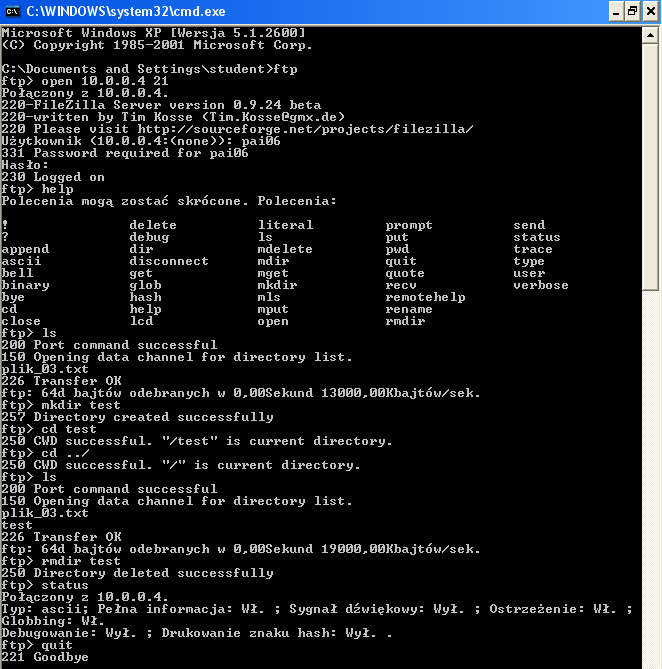 C:\WINDOWS\system32\cmd.exe
Microsoft Windows XP [Wersja 5.1.2600]
(C) Copyright 1985-2001 Microsoft Corp.
C:\Documents and Settings\student>ftp
ftp> open 10.0.0.4 21
Połączony z 10.0.0.4.
220-FileZilla Server version 0.9.24 beta
220-written by Tim Kosse (Tim.Kosse@gmx.de)
220 Please visit http://sourceforge.net/projects/filezilla/
Użytkownik (10.0.0.4:(none)): pai06
331 Password required for pai06
Hasło:
230 Logged on
ftp> help
Polecenia mogą zostać skrócone. Polecenia:
! delete literal prompt send
? debug ls put status
append dir mdelete pwd trace
ascii disconnect mdir quit type
bell get mget quote user
binary glob mkdir recv verbose
bye hash mls remotehelp
cd help mput rename
close lcd open rmdir
ftp> ls
200 Port command successful
150 Opening data channel for directory list.
plik_03.txt
226 Transfer OK
ftp: 64d bajtów odebranych w 0,00Sekund 13000,00Kbajtów/sek.
ftp> mkdir test
257 Directory created successfully
ftp> cd test
250 CWD successful. "/test" is current directory.
ftp> cd ../
250 CWD successful. "/" is current directory.
ftp> ls
200 Port command successful
150 Opening data channel for directory list.
plik_03.txt
test
226 Transfer OK
ftp: 64d bajtów odebranych w 0,00Sekund 19000,00Kbajtów/sek.
ftp> rmdir test
250 Directory deleted successfully
ftp> status
Połączony z 10.0.0.4.
Typ: ascii; Pełna informacja: Wł. ; Sygnał dźwiękowy: Wył. ; Ostrzeżenie: Wł. ;
Globbing: Wł.
Debugowanie: Wył. ; Drukowanie znaku hash: Wył. .
ftp> quit
221 Goodbye